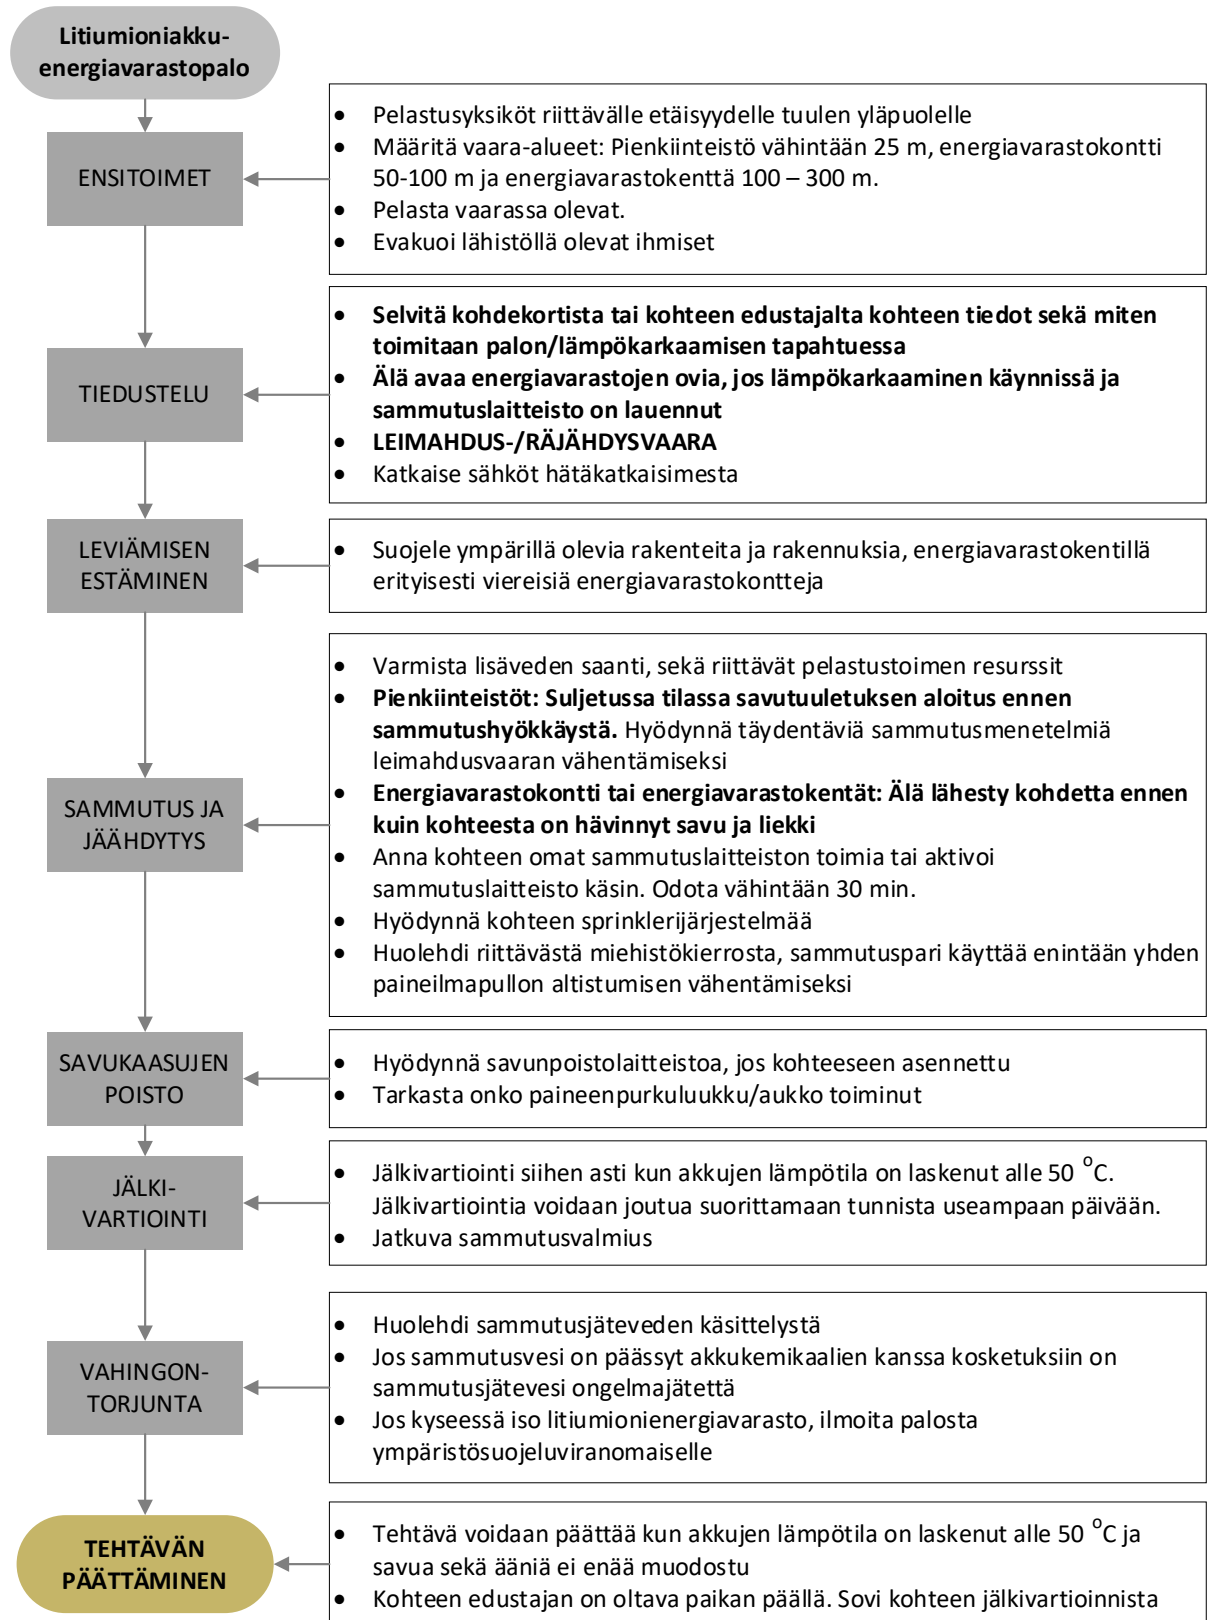 Litiumioniakku-
energiavarastopalo
ENSITOIMET
• Pelastusyksiköt riittävälle etäisyydelle tuulen yläpuolelle
• Määritä vaara-alueet: Pienkiinteistö vähintään 25 m, energiavarastokontti
50-100 m ja energiavarastokenttä 100 – 300 m.
• Pelasta vaarassa olevat.
• Evakuoi lähistöllä olevat ihmiset
TIEDUSTELU
• Selvitä kohdekortista tai kohteen edustajalta kohteen tiedot sekä miten
toimitaan palon/lämpökarkaamisen tapahtuessa
• Älä avaa energiavarastojen ovia, jos lämpökarkaaminen käynnissä ja
sammutuslaitteisto on lauennut
• LEIMAHDUS-/RÄJÄHDYSVAARA
• Katkaise sähköt hätäkatkaisimesta
LEVIÄMISEN
ESTÄMINEN
• Suojele ympärillä olevia rakenteita ja rakennuksia, energiavarastokentillä
erityisesti viereisiä energiavarastokontteja
SAMMUTUS JA
JÄÄHDYTYS
• Varmista lisäveden saanti, sekä riittävät pelastustoimen resurssit
• Pienkiinteistöt: Suljetussa tilassa savutuuletuksen aloitus ennen
sammutushyökkäystä. Hyödynnä täydentäviä sammutusmenetelmiä
leimahdusvaaran vähentämiseksi
• Energiavarastokontti tai energiavarastokentät: Älä lähesty kohdetta ennen
kuin kohteesta on hävinnyt savu ja liekki
• Anna kohteen omat sammutuslaitteiston toimia tai aktivoi
sammutuslaitteisto käsin. Odota vähintään 30 min.
• Hyödynnä kohteen sprinklerijärjestelmää
• Huolehdi riittävästä miehistökierrosta, sammutuspari käyttää enintään yhden
paineilmapullon altistumisen vähentämiseksi
SAVUKAASUJEN
POISTO
• Hyödynnä savunpoistolaitteistoa, jos kohteeseen asennettu
• Tarkasta onko paineenpurkuluukku/aukko toiminut
JÄLKI-
VARTIOINTI
• Jälkivartiointi siihen asti kun akkujen lämpötila on laskenut alle 50 °C.
Jälkivartiointia voidaan joutua suorittamaan tunnista useampaan päivään.
• Jatkuva sammutusvalmius
VAHINGON-
TORJUNTA
• Huolehdi sammutusjäteveden käsittelystä
• Jos sammutusvesi on päässyt akkukemikaalien kanssa kosketuksiin on
sammutusjätevesi ongelmajätettä
• Jos kyseessä iso litiumionienergiavarasto, ilmoita palosta
ympäristösuojeluviranomaiselle
TEHTÄVÄN
PÄÄTTÄMINEN
• Tehtävä voidaan päättää kun akkujen lämpötila on laskenut alle 50 °C ja
savua sekä ääniä ei enää muodostu
• Kohteen edustajan on oltava paikan päällä. Sovi kohteen jälkivartioinnista